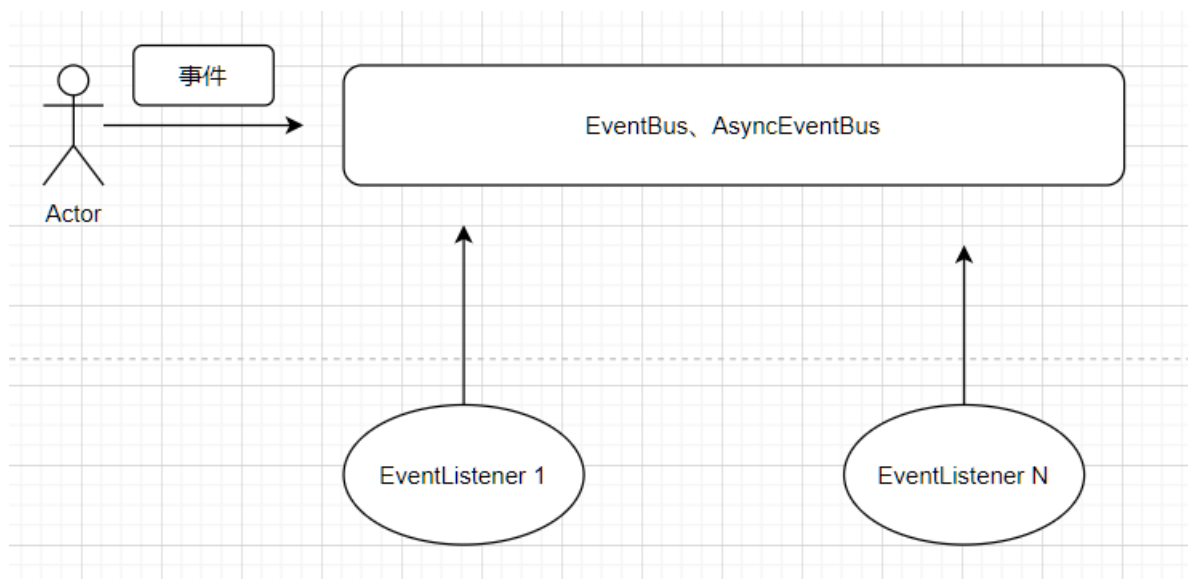 事件
EventBus、AsyncEventBus
Actor
EventListener 1
EventListener N